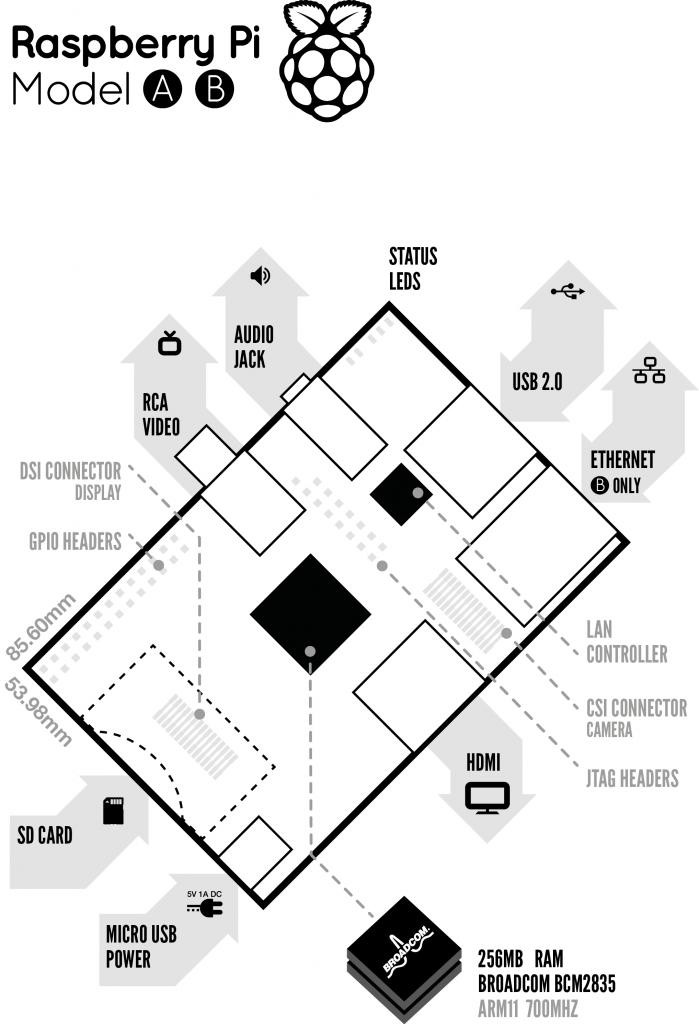 Raspberry Pi
Model A B
STATUS
LEDS
AUDIO
JACK
USB 2.0
RCA
VIDEO
ETHERNET
B ONLY
DSI CONNECTOR
DISPLAY
GPIO HEADERS
85.60mm
53.98mm
LAN
CONTROLLER
CSI CONNECTOR
CAMERA
JTAG HEADERS
HDMI
SD CARD
5V 1A DC
MICRO USB
POWER
BROADCOM.
256MB RAM
BROADCOM BCM2835
ARM11 700MHZ